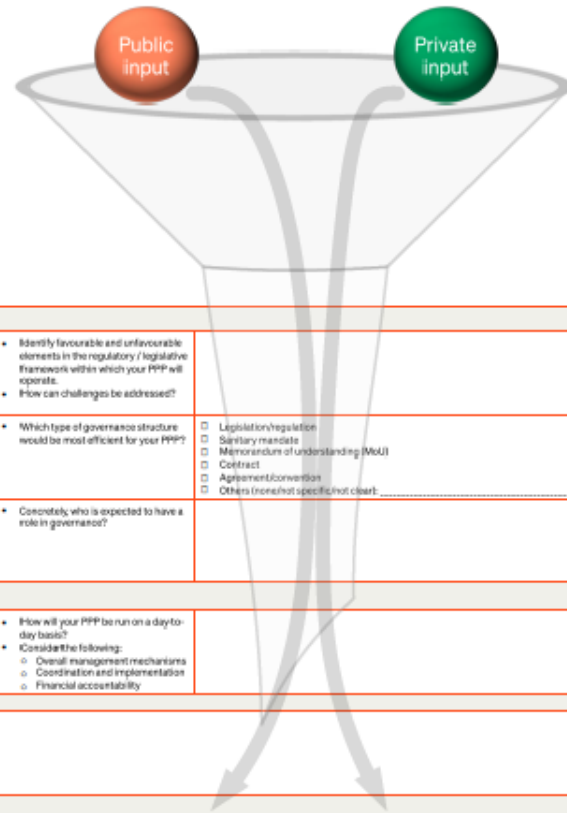 Public
input
Private
input
Identify favourable and unfavourable
elements in the regulatory / legislative
framework within which your PPP will
operate.
How can challenges be addressed?
Which type of governance structure
would be most efficient for your PPP?
Legislation/regulation
Sanitary mandate
Memorandum of understanding (MoU)
Contract
Agreement/convention
Others (none/not specific/not clear):
Concretely, who is expected to have a
role in governance?
How will your PPP be run on a day-to-
day basis?
Consider the following:
Overall management mechanisms
Coordination and implementation
Financial accountability